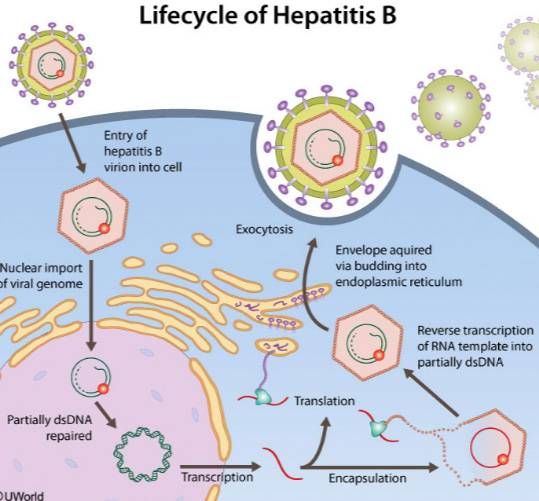 Lifecycle of Hepatitis B
Entry of
hepatitis B
virion into cell
Exocytosis
Envelope aquired
via budding into
endoplasmic reticulum
Nuclear import
of viral genome
Reverse transcription
of RNA template into
partially dsDNA
Partially dsDNA
repaired
Translation
Transcription
Encapsulation
©UWorld